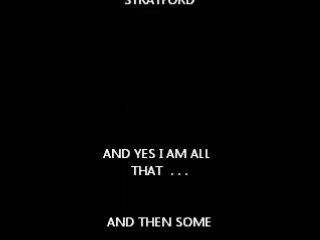 STRATFORD
AND YES I AM ALL
THAT ...
AND THEN SOME